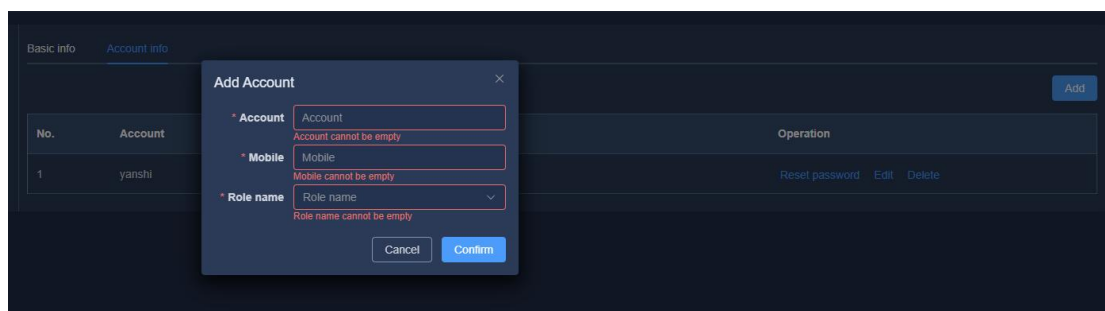 Basic info Account info
Add Account
Add
* Account Account
Account cannot be empty
No. Account Operation
* Mobile Mobile
Mobile cannot be empty
1 yanshi Reset password Edit Delete
* Role name Role name
Role name cannot be empty
Cancel Confirm